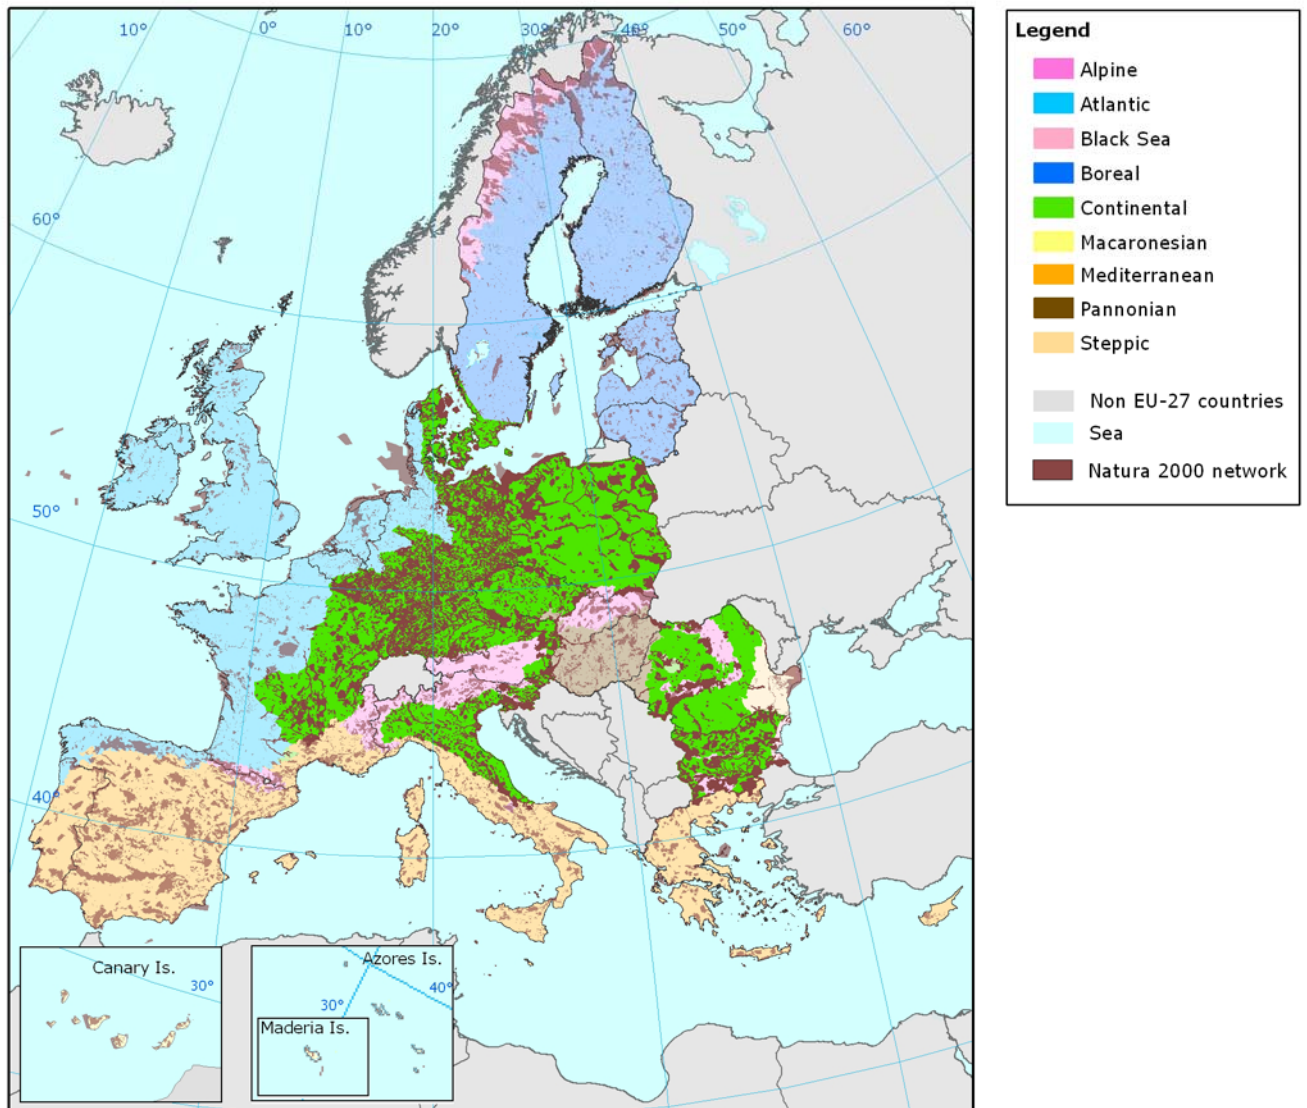 10°
0°
10°
20°
30°
40°
50°
60°
60°
50°
40°
Canary Is.
30°
Azores Is.
40°
30°
Maderia Is.
Legend
Alpine
Atlantic
Black Sea
Boreal
Continental
Macaronesian
Mediterranean
Pannonian
Steppic
Non EU-27 countries
Sea
Natura 2000 network